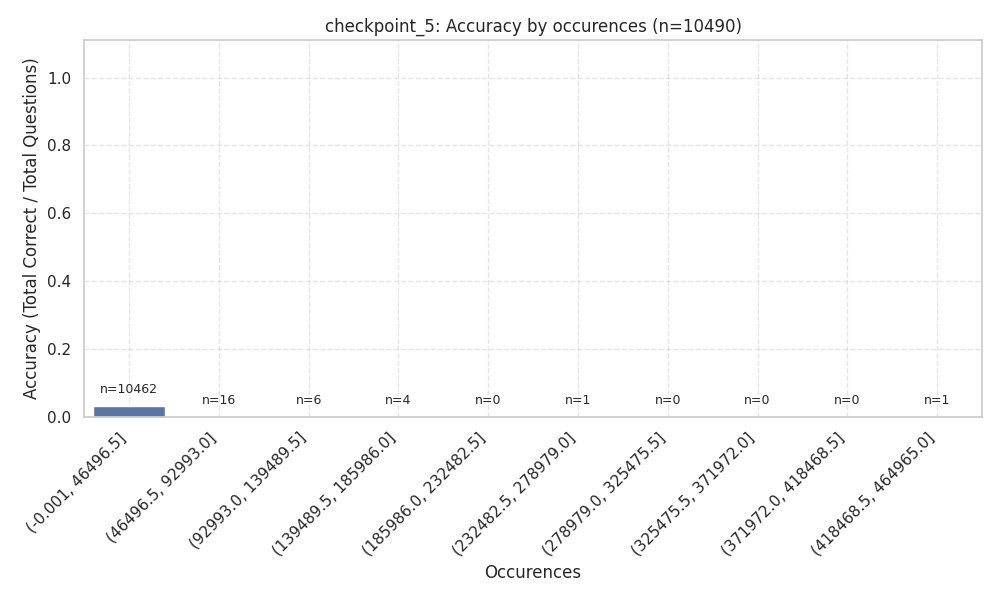 checkpoint_5: Accuracy by occurences (n=10490)
Accuracy (Total Correct / Total Questions)
1.0
0.8
0.6
0.4
0.2
0.0
n=10462
n=16
n=6
n=4
n=0
n=1
n=0
n=0
n=0
n=1
(-0.001, 46496.5]
(46496.5, 92993.0]
(92993.0, 139489.5]
(139489.5, 185986.0]
(185986.0, 232482.5]
(232482.5, 278979.0]
(278979.0, 325475.5]
(325475.5, 371972.0]
(371972.0, 418468.5]
(418468.5, 464965.0]
Occurences